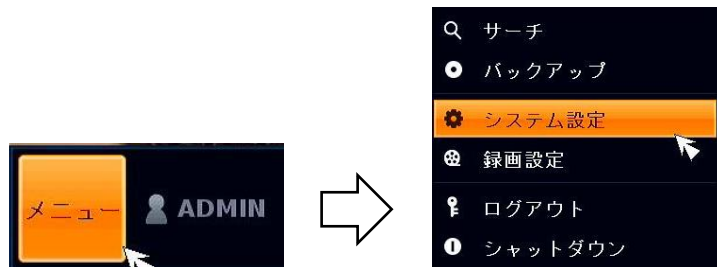 メニュー ADMIN
サーチ
バックアップ
システム設定
録画設定
ログアウト
シャットダウン